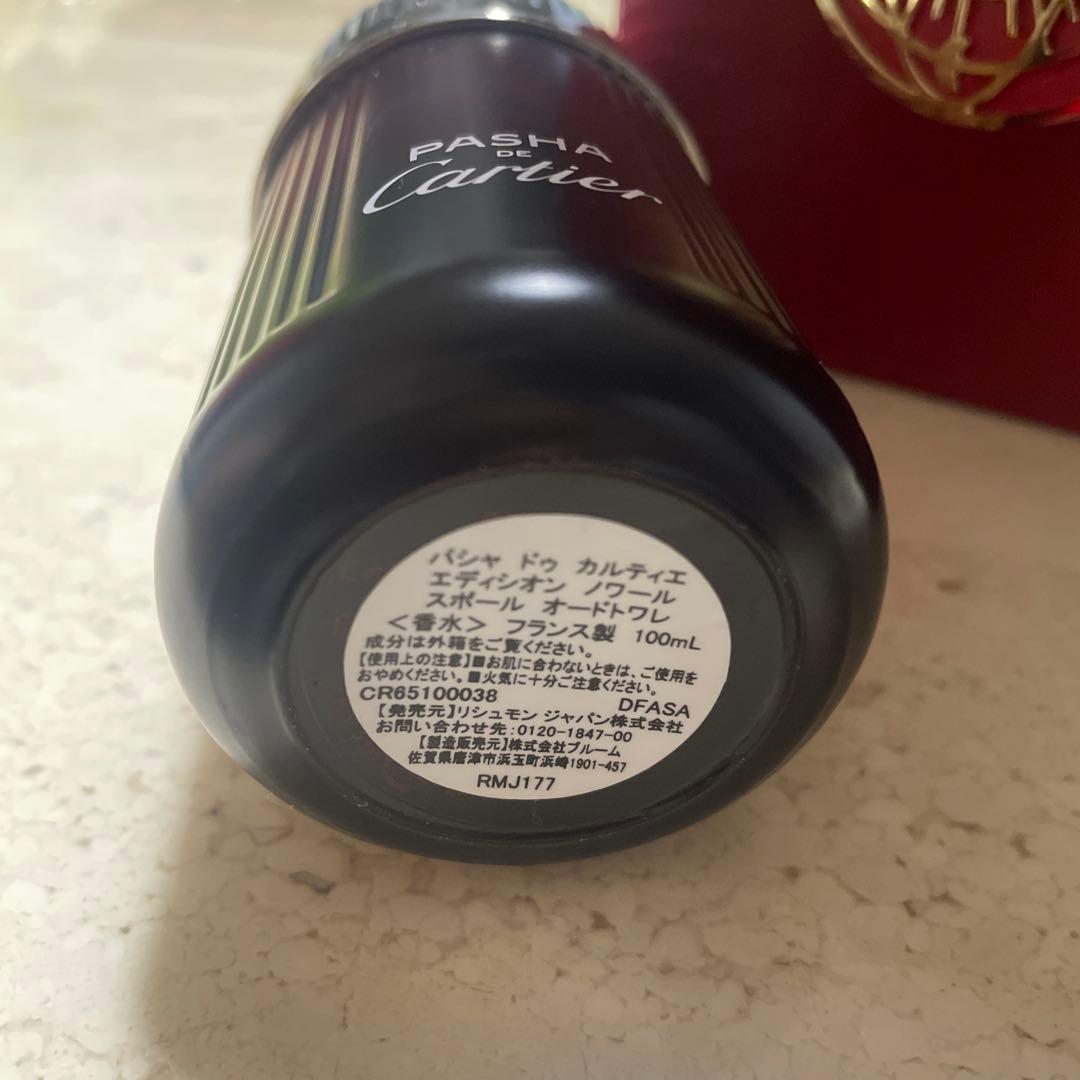 PASHA
DE
Cartier
パシャ ドゥ カルティエ
エディシオン ノワール
スポール オードトワレ
＜香水＞ フランス製 100mL
成分は外箱をご覧ください。
【使用上の注意】■お肌に合わないときは、ご使用を
おやめください。■火気に十分ご注意ください。
CR65100038 DFASA
【発売元】リシュモン ジャパン株式会社
お問い合わせ先：0120-1847-00
【製造販売元】株式会社ブルーム
佐賀県唐津市浜玉町浜崎1901-457
RMJ177